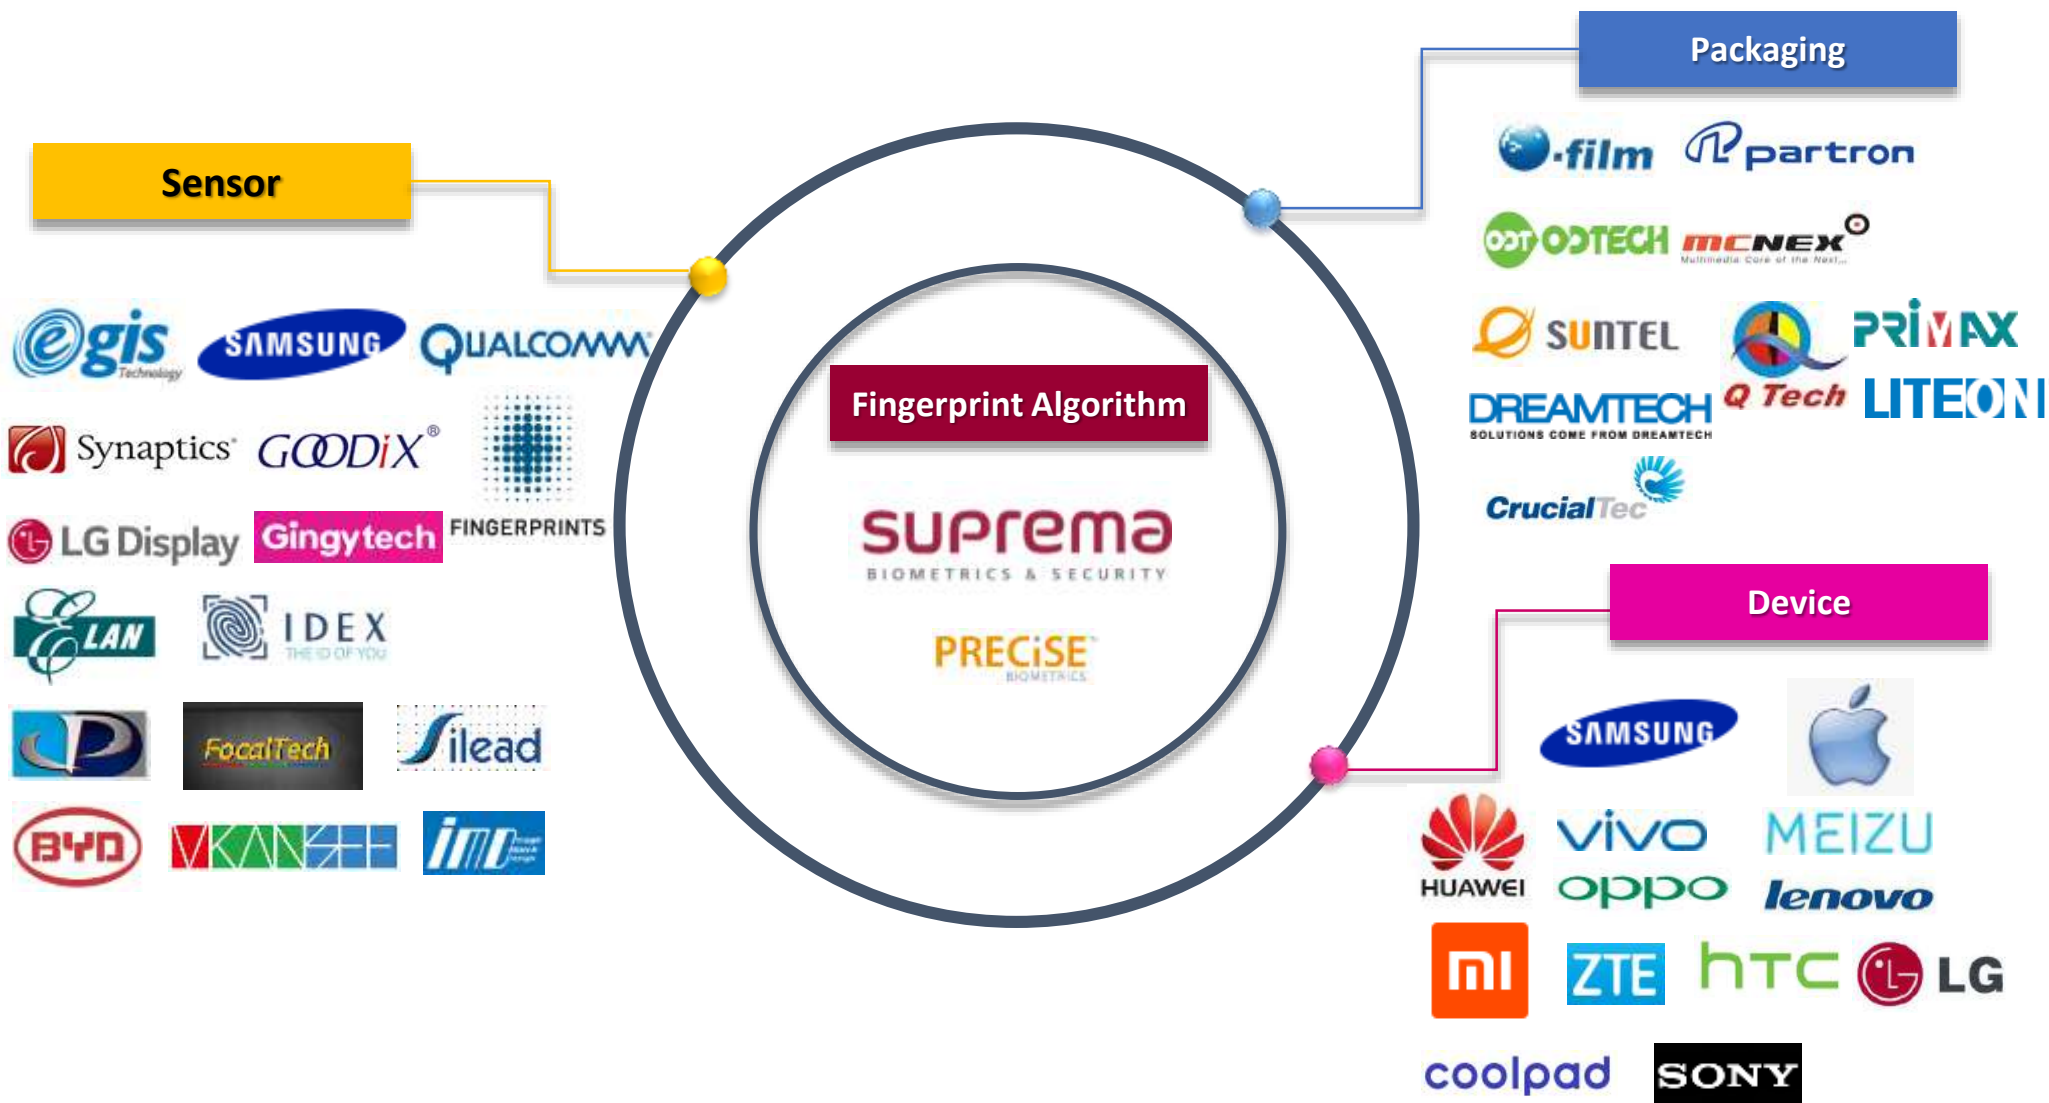 Packaging
Sensor
.film
partron
ODT ODTECH
mcnex
Multimedia Core of the Next...
egis
Technology
SAMSUNG
QUALCOMM
SUNTEL
Q Tech
PRIMAX
LITEON
Fingerprint Algorithm
DREAMTECH
SOLUTIONS COME FROM DREAMTECH
Synaptics
GOODiX®
FINGERPRINTS
CrucialTec
suprema
BIOMETRICS & SECURITY
LG Display
Gingytech
Device
ELAN
IDEX
THE ID OF YOU
PRECiSE
BIOMETRICS
FocalTech
Silead
SAMSUNG
BYD
VKANSEE
HUAWEI
vivo
MEIZU
oppo
lenovo
mi
ZTE
hTC
LG
coolpad
SONY